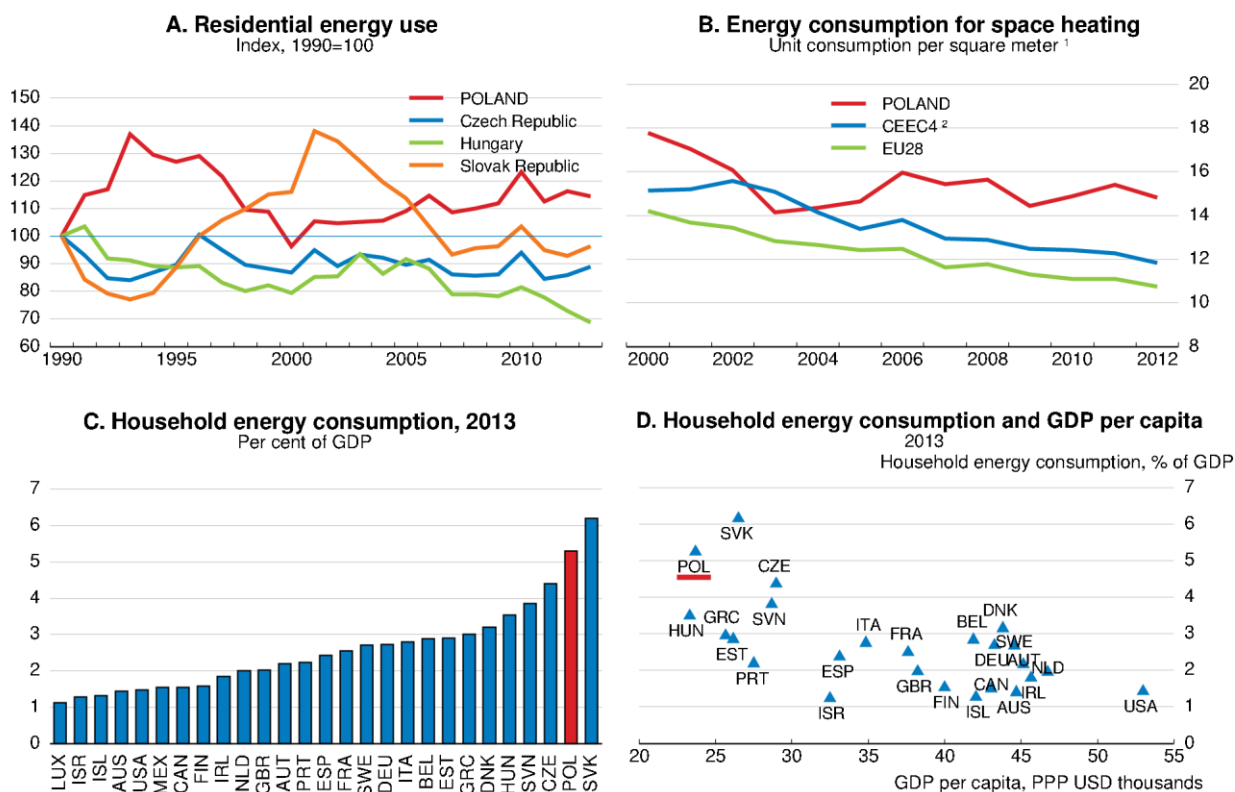 A. Residential energy use
Index, 1990=100
150
140
130
120
110
100
90
80
70
60
1990
1995
2000
2005
2010
POLAND
Czech Republic
Hungary
Slovak Republic
B. Energy consumption for space heating
Unit consumption per square meter 1
20
18
16
14
12
10
8
2000
2002
2004
2006
2008
2010
2012
POLAND
CEEC4 2
EU28
C. Household energy consumption, 2013
Per cent of GDP
7
6
5
4
3
2
1
0
LUX
ISR
ISL
AUS
USA
MEX
CAN
FIN
IRL
NLD
GBR
AUT
PRT
ESP
FRA
SWE
DEU
ITA
BEL
EST
GRC
DNK
HUN
SVN
CZE
POL
SVK
D. Household energy consumption and GDP per capita
2013
Household energy consumption, % of GDP
7
6
5
4
3
2
1
0
SVK
POL
CZE
HUN
GRC
SVN
EST
PRT
ITA
FRA
ESP
GBR
ISR
BEL
DNK
SWE
DEU
AUT
NLD
CAN
IRL
FIN
ISL
AUS
USA
20
25
30
35
40
45
50
55
GDP per capita, PPP USD thousands